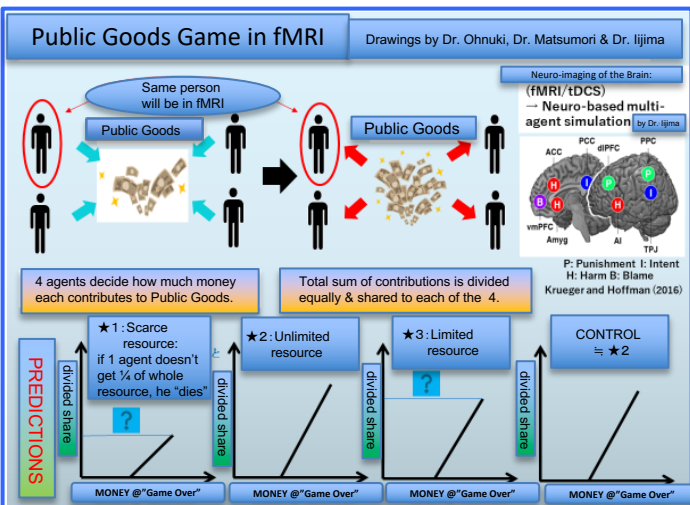 Public Goods Game in fMRI
Drawings by Dr. Ohnuki, Dr. Matsumori & Dr. Iijima
Same person
will be in fMRI
Public Goods
Public Goods
Neuro-imaging of the Brain:
(fMRI/tDCS)
→ Neuro-based multi-
agent simulation
by Dr. Iijima
PCC
PPC
dlPFC
ACC
P
I
P
H
I
B
H
H
vmPFC
Amyg
AI
TPJ
P: Punishment I: Intent
H: Harm B: Blame
Krueger and Hoffman (2016)
4 agents decide how much money
each contributes to Public Goods.
Total sum of contributions is divided
equally & shared to each of the 4.
PREDICTIONS
divided share
★1:Scarce
resource:
if 1 agent doesn't
get ¼ of whole
resource, he "dies"
?
MONEY @"Game Over"
と
divided share
★2:Unlimited
resource
MONEY @"Game Over"
divided share
★3:Limited
resource
?
MONEY @"Game Over"
divided share
CONTROL
≒ ★2
MONEY @"Game Over"